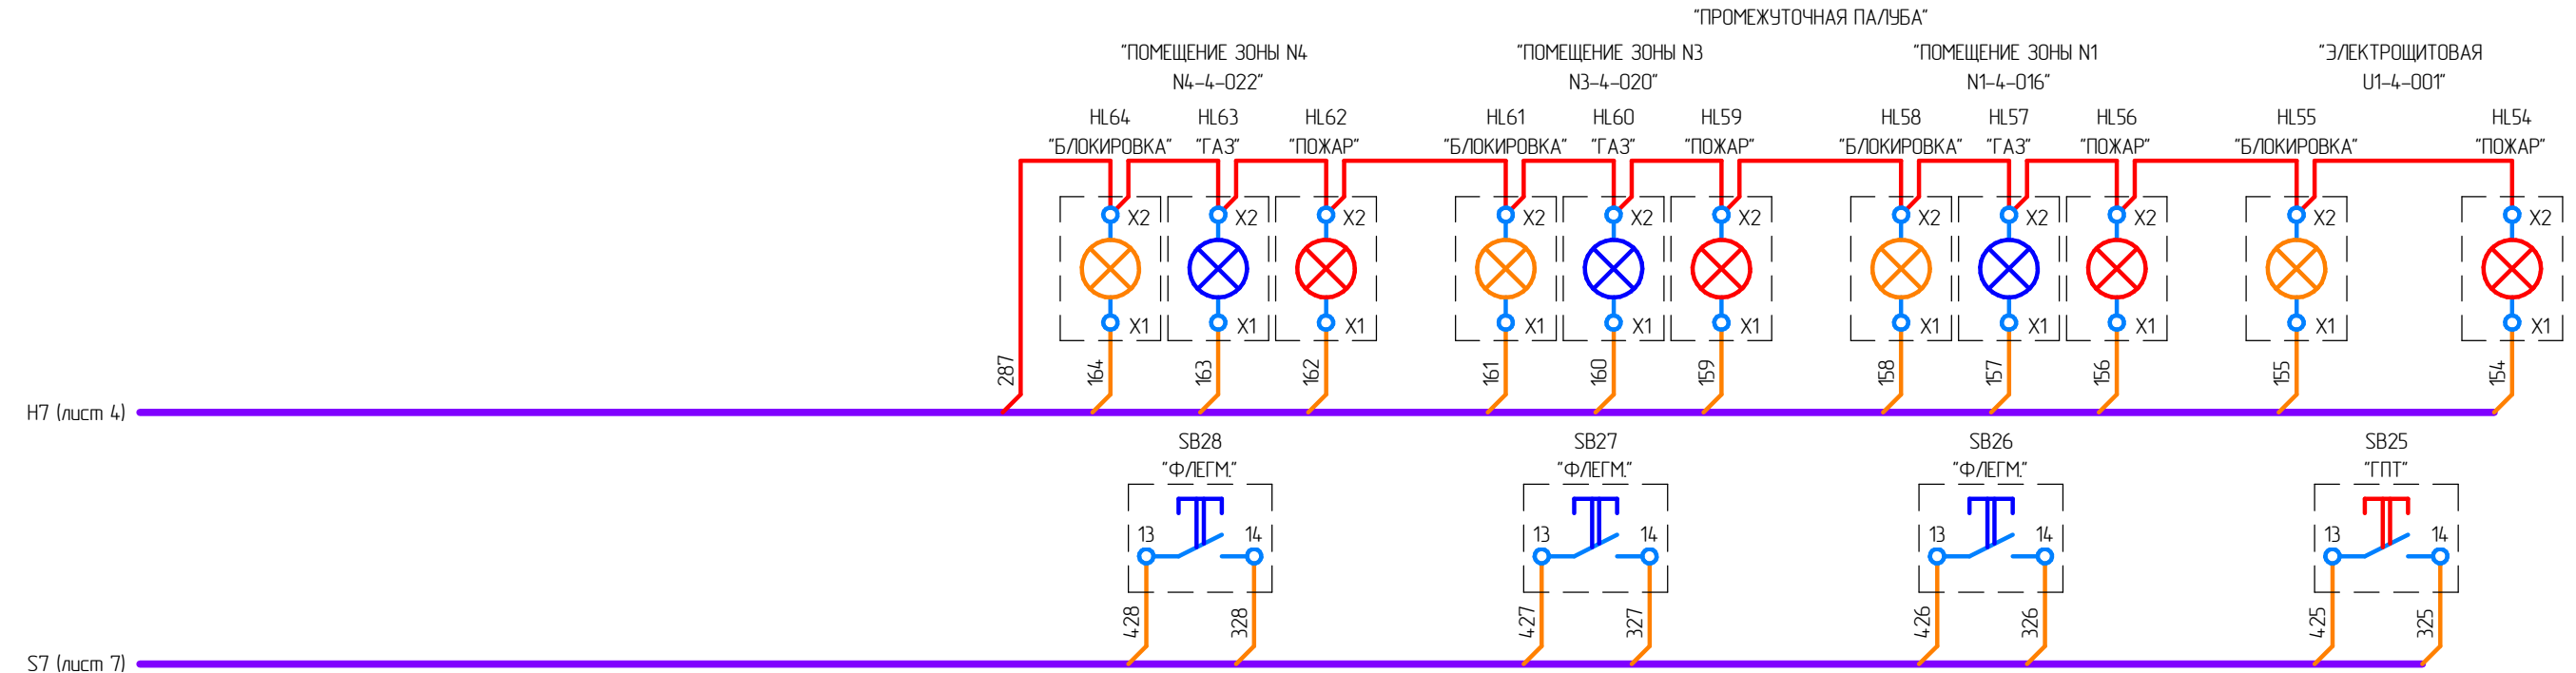 "ПРОМЕЖУТОЧНАЯ ПАЛУБА"
"ПОМЕЩЕНИЕ ЗОНЫ N4
N4-4-022"
"ПОМЕЩЕНИЕ ЗОНЫ N3
N3-4-020"
"ПОМЕЩЕНИЕ ЗОНЫ N1
N1-4-016"
"ЭЛЕКТРОЩИТОВАЯ
U1-4-001"
HL64 HL63 HL62 HL61 HL60 HL59 HL58 HL57 HL56 HL55 HL54
"БЛОКИРОВКА" "ГАЗ" "ПОЖАР" "БЛОКИРОВКА" "ГАЗ" "ПОЖАР" "БЛОКИРОВКА" "ГАЗ" "ПОЖАР" "БЛОКИРОВКА" "ПОЖАР"
X2 X2 X2 X2 X2 X2 X2 X2 X2 X2 X2
X1 X1 X1 X1 X1 X1 X1 X1 X1 X1 X1
287 164 163 162 161 160 159 158 157 156 155 154
H7 (лист 4)
SB28 SB27 SB26 SB25
"ФЛЕГМ." "ФЛЕГМ." "ФЛЕГМ." "ГПТ"
13 14 13 14 13 14 13 14
428 328 427 327 426 326 425 325
S7 (лист 7)